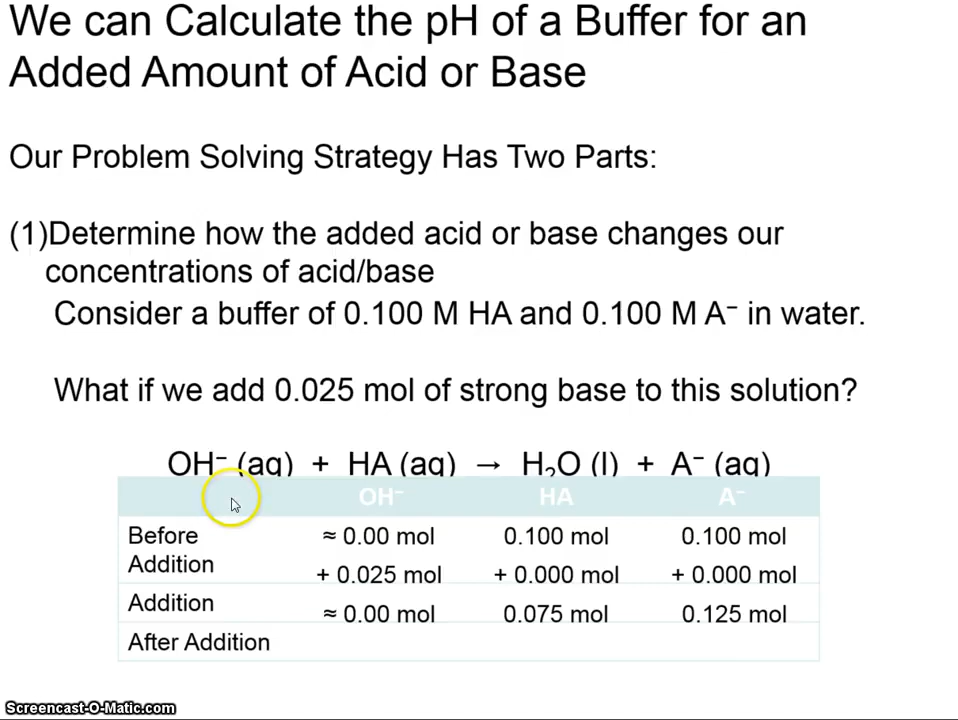 We can Calculate the pH of a Buffer for an
Added Amount of Acid or Base
Our Problem Solving Strategy Has Two Parts:
(1)Determine how the added acid or base changes our
concentrations of acid/base
Consider a buffer of 0.100 M HA and 0.100 M A⁻ in water.
What if we add 0.025 mol of strong base to this solution?
OH⁻ (aq) + HA (aq) → H₂O (l) + A⁻ (aq)
OH⁻ HA A⁻
Before ≈ 0.00 mol 0.100 mol 0.100 mol
Addition
+ 0.025 mol + 0.000 mol + 0.000 mol
Addition
≈ 0.00 mol 0.075 mol 0.125 mol
After Addition
Screencast-O-Matic.com